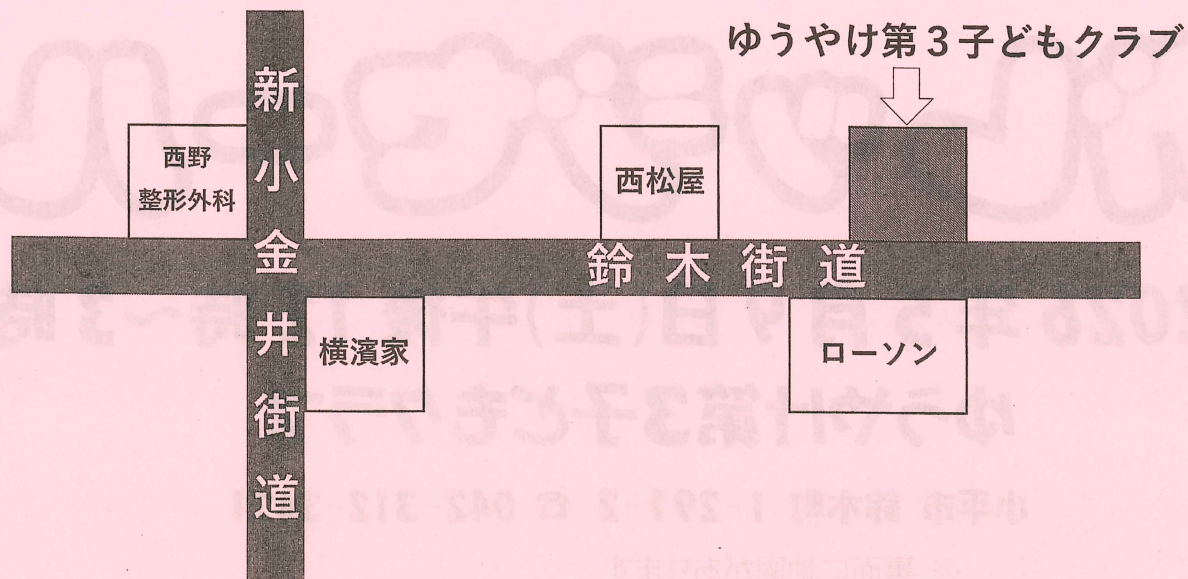 ゆうやけ第3子どもクラブ
新小金井街道
西野
整形外科
西松屋
鈴木街道
横濱家
ローソン